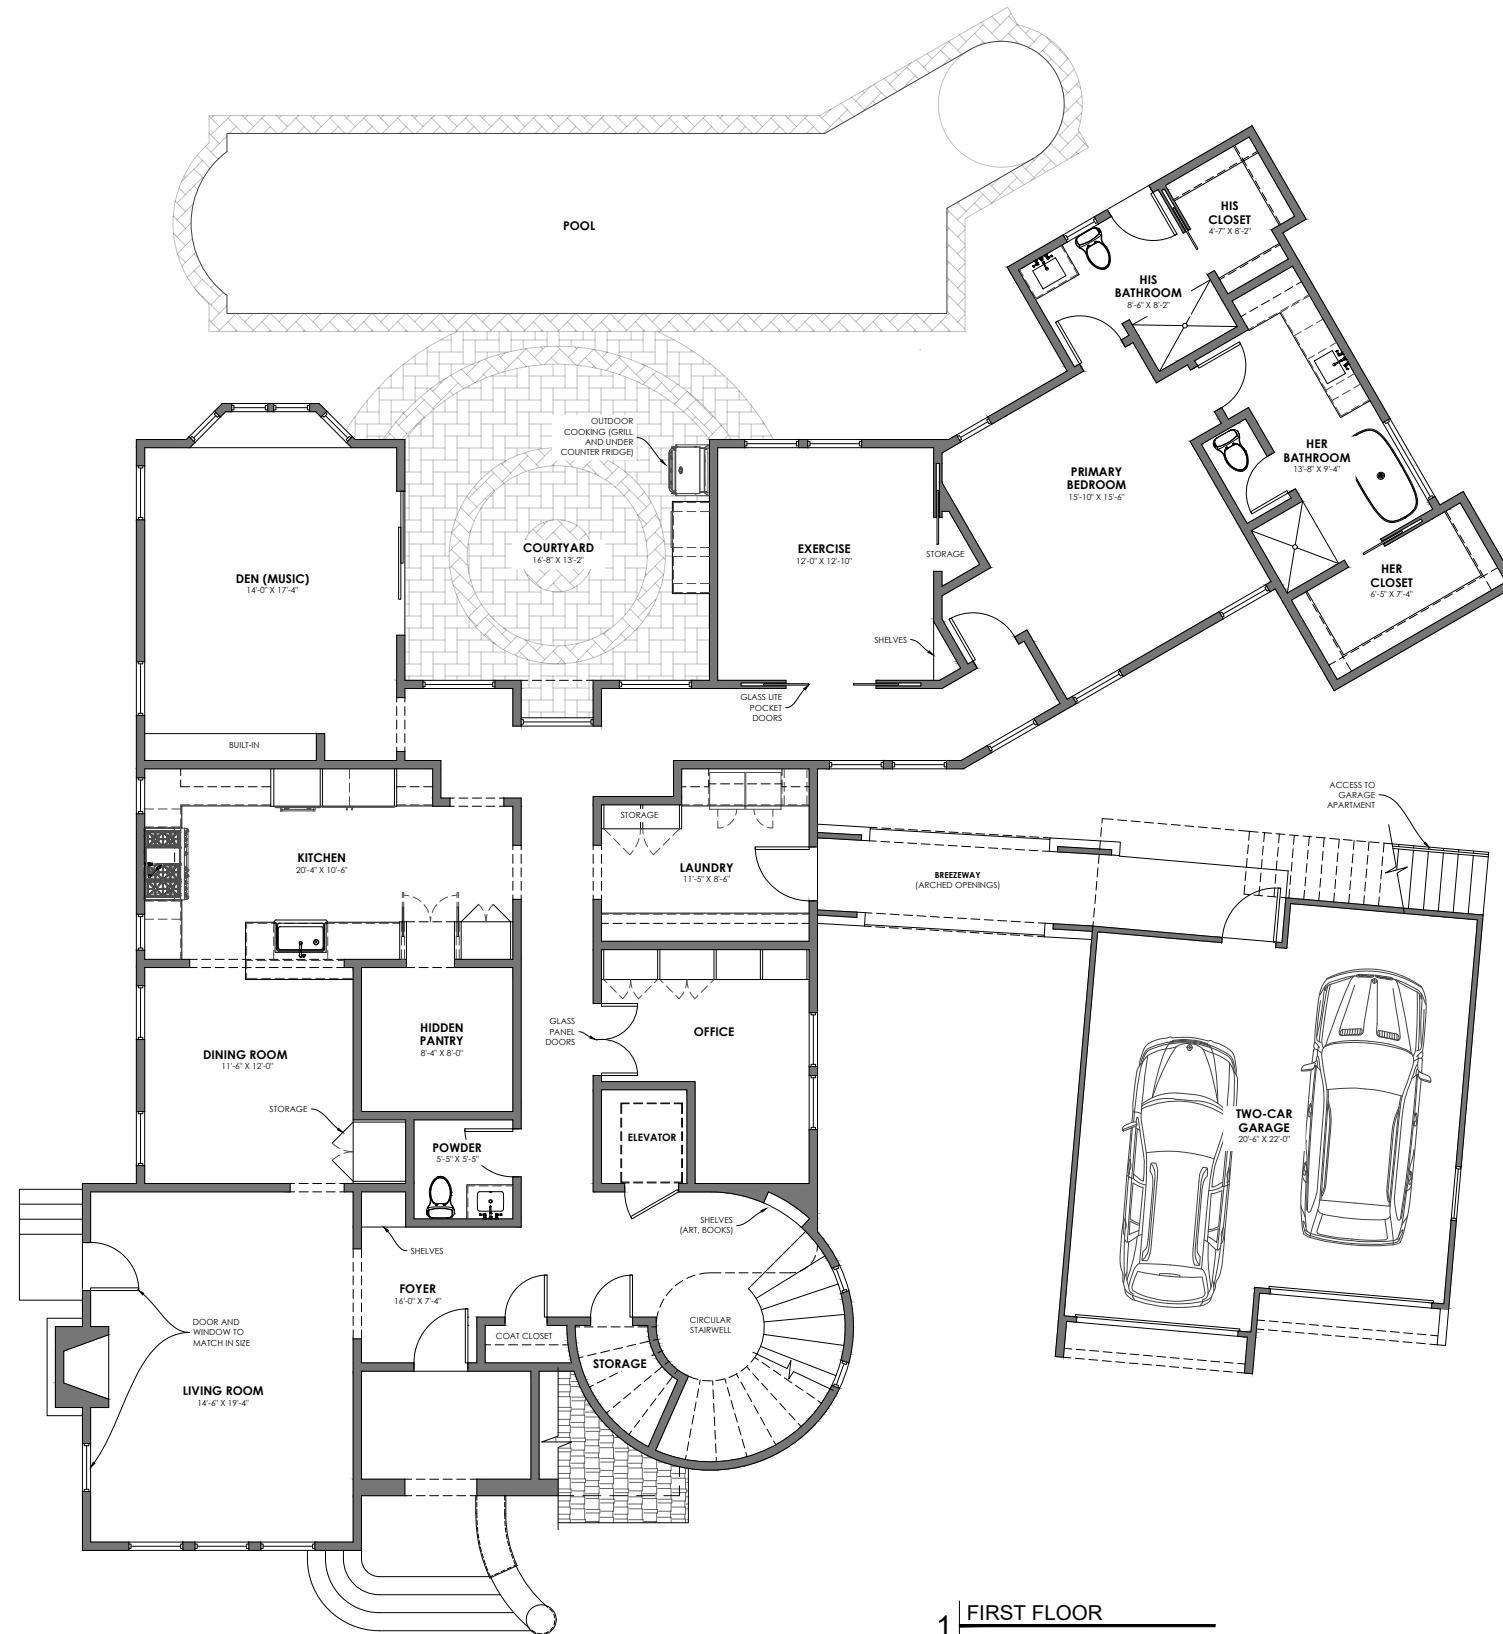 POOL
HIS
CLOSET
4'-7" X 8'-2"
HIS
BATHROOM
8'-6" X 8'-2"
OUTDOOR
COOKING (GRILL
AND UNDER
COUNTER FRIDGE)
HER
BATHROOM
13'-8" X 9'-4"
PRIMARY
BEDROOM
15'-10" X 15'-6"
COURTYARD
16'-8" X 13'-2"
EXERCISE
12'-0" X 12'-10"
STORAGE
DEN (MUSIC)
14'-0" X 17'-4"
HER
CLOSET
6'-5" X 7'-4"
SHELVES
GLASS LITE
POCKET
DOORS
BUILT-IN
ACCESS TO
GARAGE
APARTMENT
STORAGE
KITCHEN
20'-4" X 10'-6"
LAUNDRY
11'-5" X 8'-6"
BREEZEWAY
(ARCHED OPENINGS)
GLASS
PANEL
DOORS
OFFICE
HIDDEN
PANTRY
8'-4" X 8'-0"
DINING ROOM
11'-6" X 12'-0"
STORAGE
ELEVATOR
TWO-CAR
GARAGE
20'-6" X 22'-0"
POWDER
5'-5" X 5'-5"
SHELVES
(ART, BOOKS)
SHELVES
FOYER
16'-0" X 7'-4"
DOOR AND
WINDOW TO
MATCH IN SIZE
COAT CLOSET
CIRCULAR
STAIRWELL
STORAGE
LIVING ROOM
14'-6" X 19'-4"
1 FIRST FLOOR